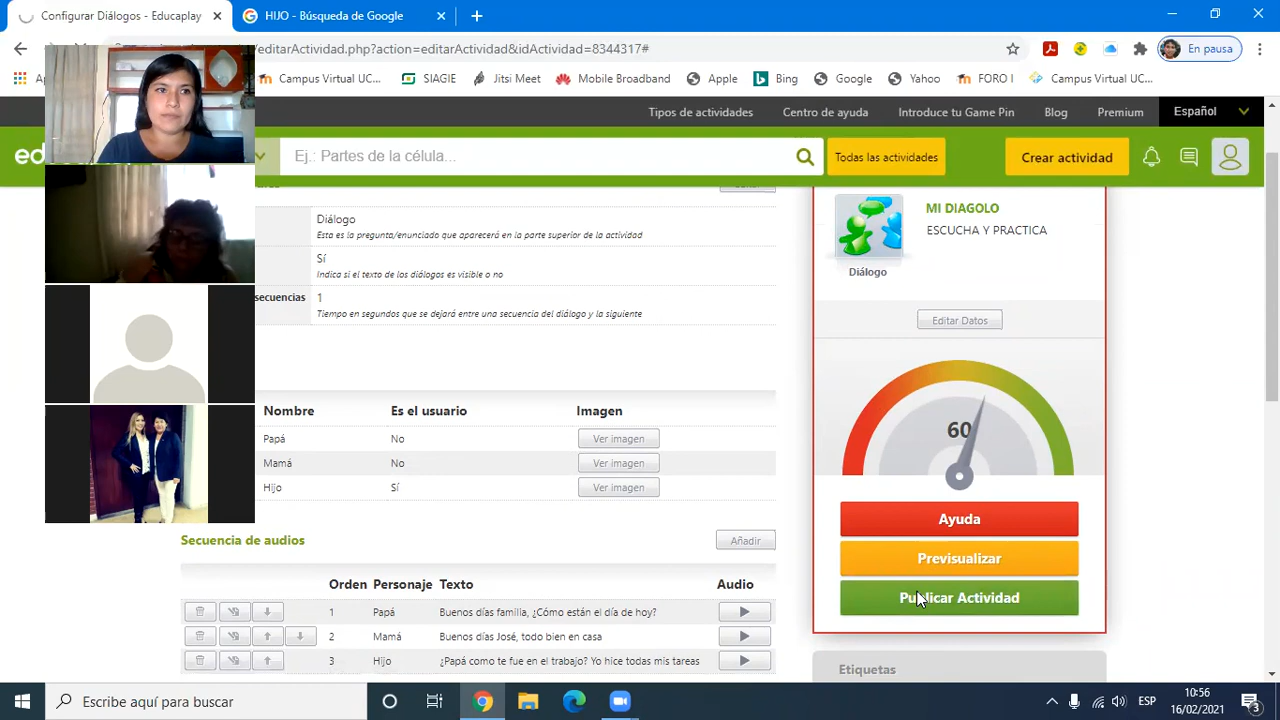 Configurar Diálogos - Educaplay
HIJO - Búsqueda de Google
/editarActividad.php?action=editarActividad&idActividad=8344317#
En pausa
Campus Virtual UC...
SIAGIE
Jitsi Meet
Mobile Broadband
Apple
Bing
Google
Yahoo
FORO I
Campus Virtual UC...
Tipos de actividades
Centro de ayuda
Introduce tu Game Pin
Blog
Premium
Español
ed
Ej.: Partes de la célula...
Todas las actividades
Crear actividad
Diálogo
Esta es la pregunta/enunciado que aparecerá en la parte superior de la actividad
Sí
Indica si el texto de los diálogos es visible o no
secuencias
1
Tiempo en segundos que se dejará entre una secuencia del diálogo y la siguiente
Nombre Es el usuario Imagen
Papá No Ver imagen
Mamá No Ver imagen
Hijo Sí Ver imagen
Secuencia de audios
Añadir
Orden Personaje Texto Audio
1 Papá Buenos días familia, ¿Cómo están el día de hoy?
2 Mamá Buenos días José, todo bien en casa
3 Hijo ¿Papá como te fue en el trabajo? Yo hice todas mis tareas
MI DIAGOLO
ESCUCHA Y PRACTICA
Diálogo
Editar Datos
60
Ayuda
Previsualizar
Publicar Actividad
Etiquetas
Escribe aquí para buscar
ESP
10:56
16/02/2021
3